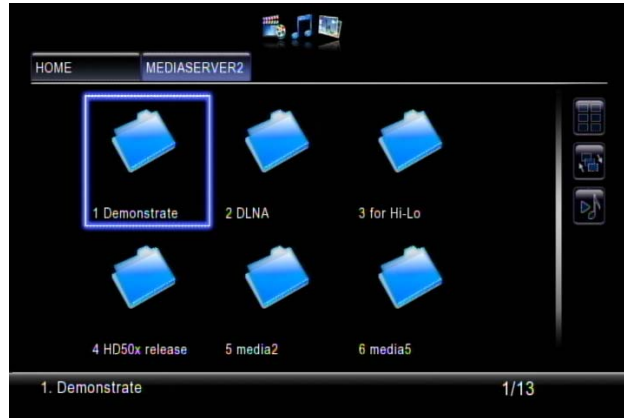 HOME MEDIASERVER2
1 Demonstrate 2 DLNA 3 for Hi-Lo
4 HD50x release 5 media2 6 media5
1. Demonstrate 1/13